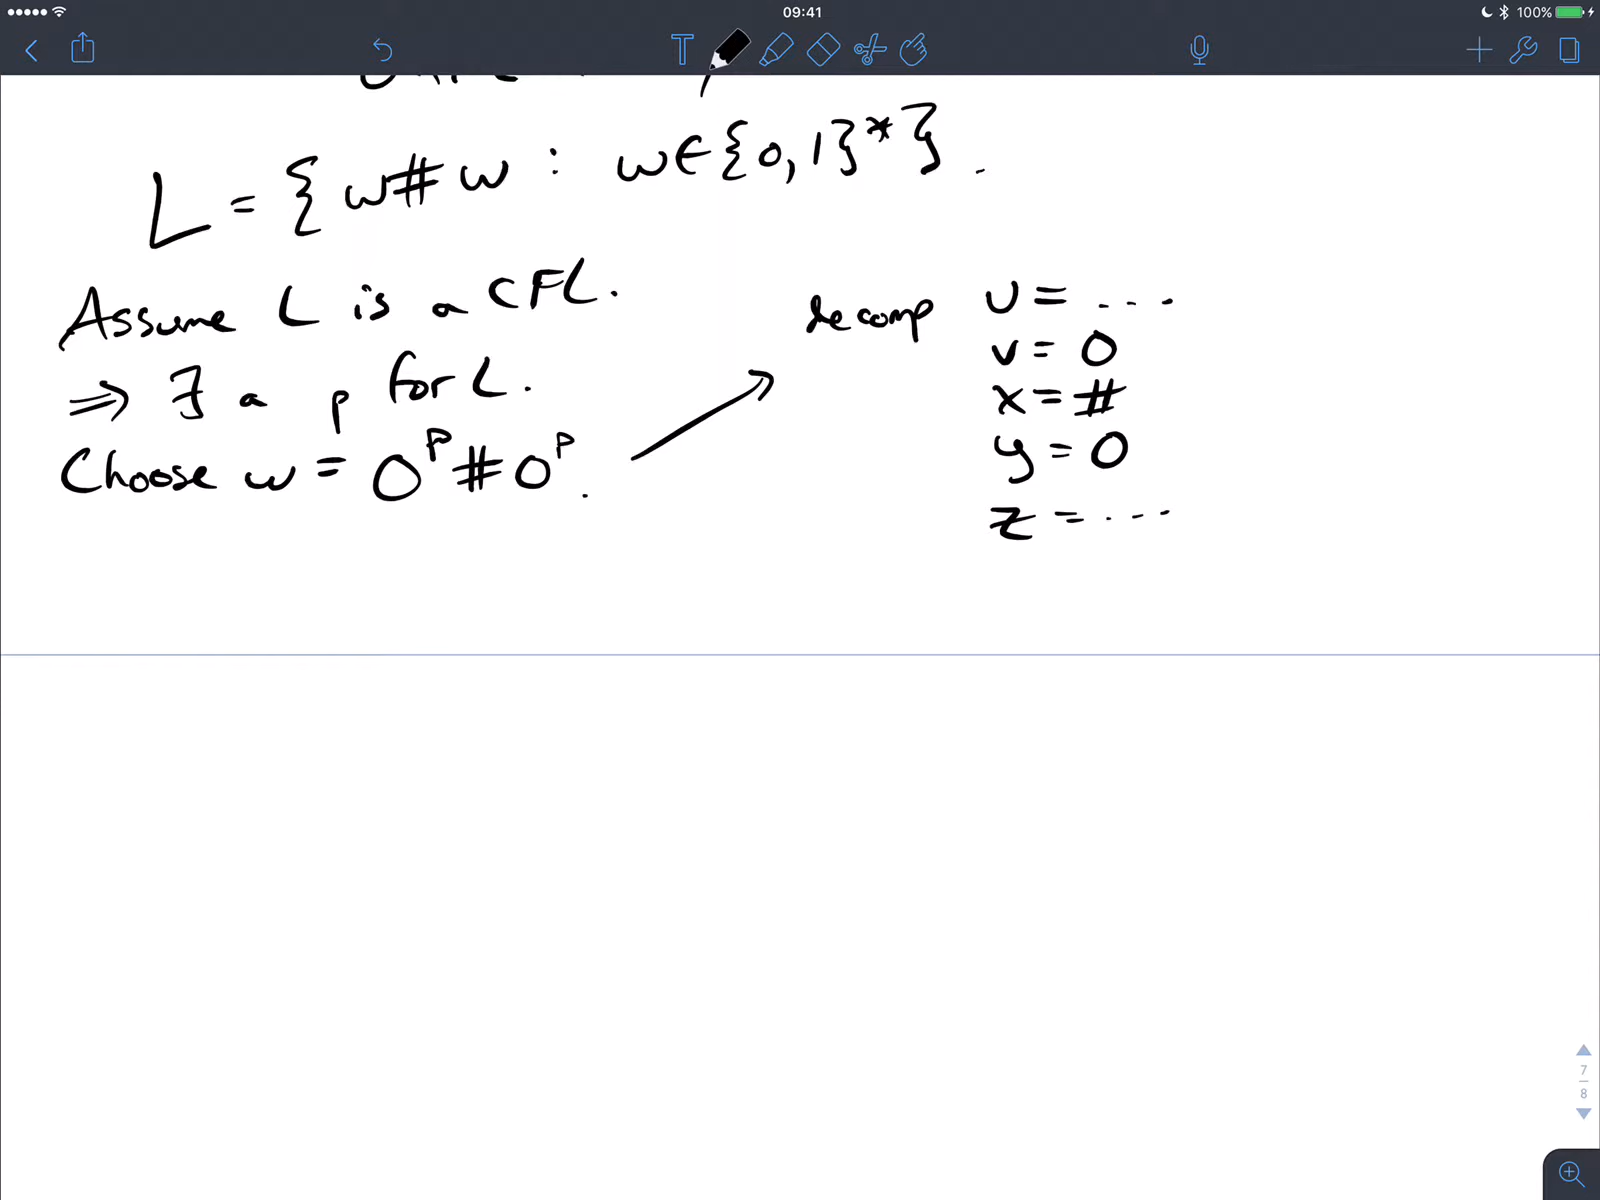 09:41
100%
T
L = { w#w : w∈{0,1}* } .
Assume L is a CFL.
⇒ ∃ a p for L.
Choose w = 0^p # 0^p .
decomp
u = ...
v = 0
x = #
y = 0
z = ...
7
8